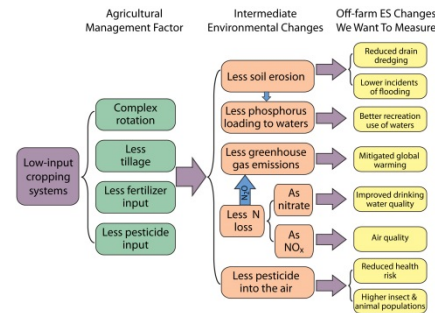 Agricultural
Management Factor
Intermediate
Environmental Changes
Off-farm ES Changes
We Want To Measure
Low-input
cropping
systems
Complex
rotation
Less
tillage
Less fertilizer
input
Less pesticide
input
Less soil erosion
Less phosphorus
loading to waters
Less greenhouse
gas emissions
N₂O
Less N
loss
As
nitrate
As
NOₓ
Less pesticide
into the air
Reduced drain
dredging
Lower incidents
of flooding
Better recreation
use of waters
Mitigated global
warming
Improved drinking
water quality
Air quality
Reduced health
risk
Higher insect &
animal populations